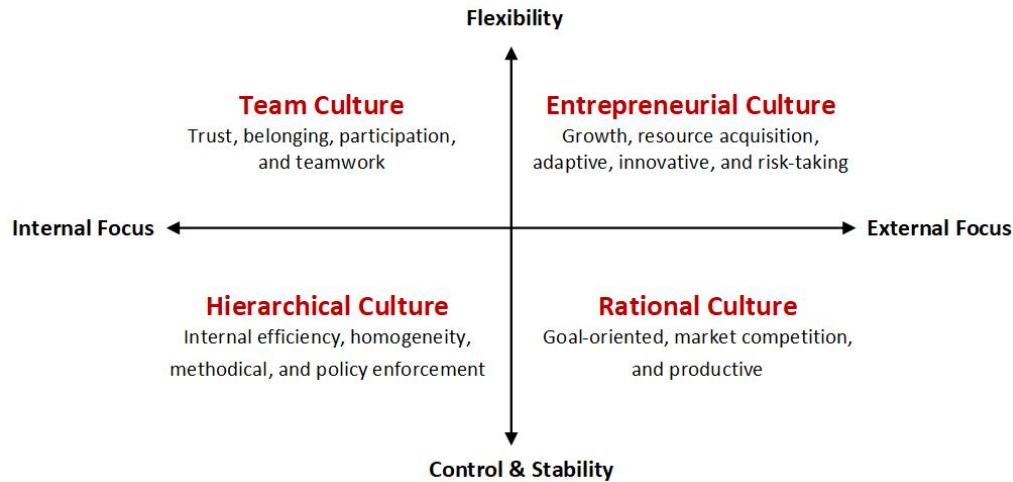 Flexibility
Team Culture
Trust, belonging, participation,
and teamwork
Entrepreneurial Culture
Growth, resource acquisition,
adaptive, innovative, and risk-taking
Internal Focus
External Focus
Hierarchical Culture
Internal efficiency, homogeneity,
methodical, and policy enforcement
Rational Culture
Goal-oriented, market competition,
and productive
Control & Stability